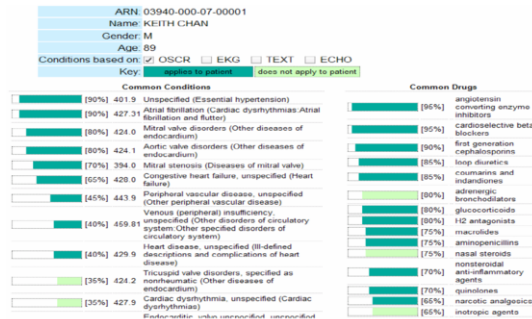 ARN: 03940-000-07-00001
Name: KEITH CHAN
Gender: M
Age: 89
Conditions based on: OSCR EKG TEXT ECHO
Key: applies to patient does not apply to patient
Common Conditions
[90%] 401.9 Unspecified (Essential hypertension)
[90%] 427.31 Atrial fibrillation (Cardiac dysrhythmias:Atrial
fibrillation and flutter)
[80%] 424.0 Mitral valve disorders (Other diseases of
endocardium)
[80%] 424.1 Aortic valve disorders (Other diseases of
endocardium)
[70%] 394.0 Mitral stenosis (Diseases of mitral valve)
[65%] 428.0 Congestive heart failure, unspecified (Heart
failure)
[45%] 443.9 Peripheral vascular disease, unspecified
(Other peripheral vascular disease)
[40%] 459.81 Venous (peripheral) insufficiency,
unspecified (Other disorders of circulatory
system:Other specified disorders of
circulatory system)
[40%] 429.9 Heart disease, unspecified (Ill-defined
descriptions and complications of heart
disease)
[35%] 424.2 Tricuspid valve disorders, specified as
nonrheumatic (Other diseases of
endocardium)
[35%] 427.9 Cardiac dysrhythmia, unspecified (Cardiac
dysrhythmias)
Endocarditis, valve unspecified, unspecified
Common Drugs
[95%] angiotensin
converting enzyme
inhibitors
[95%] cardioselective beta
blockers
[90%] first generation
cephalosporins
[85%] loop diuretics
[85%] coumarins and
indandiones
[80%] adrenergic
bronchodilators
[80%] glucocorticoids
[80%] H2 antagonists
[75%] macrolides
[75%] aminopenicillins
[75%] nasal steroids
[70%] nonsteroidal
anti-inflammatory
agents
[70%] quinolones
[65%] narcotic analgesics
[65%] inotropic agents